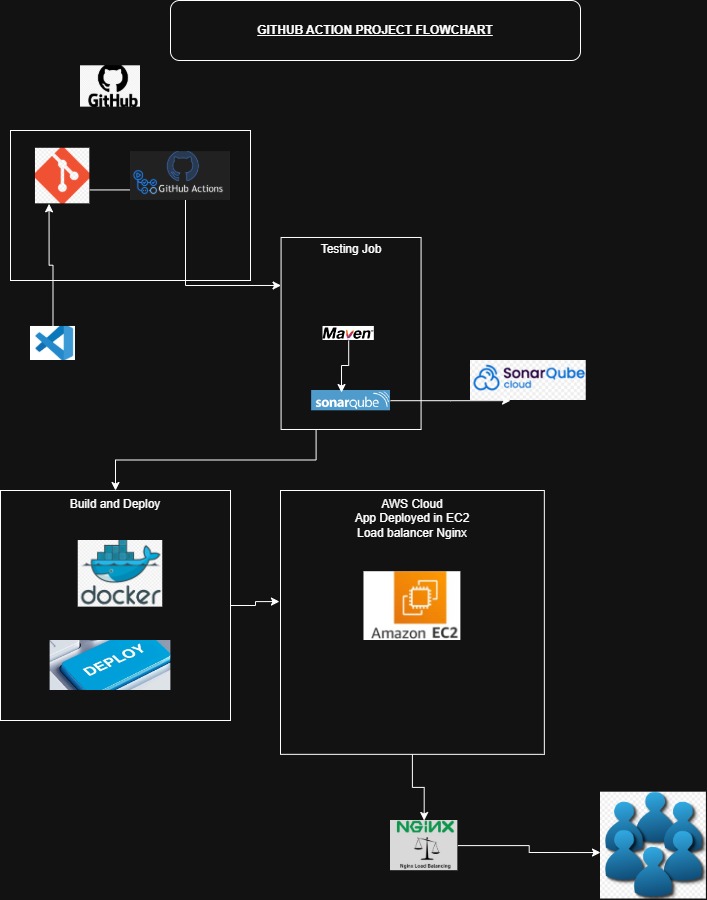 GITHUB ACTION PROJECT FLOWCHART
GitHub
GitHub Actions
Testing Job
Maven
sonarqube
SonarQube
cloud
Build and Deploy
docker
DEPLOY
AWS Cloud
App Deployed in EC2
Load balancer Nginx
Amazon EC2
NGiNX
Nginx Load Balancing